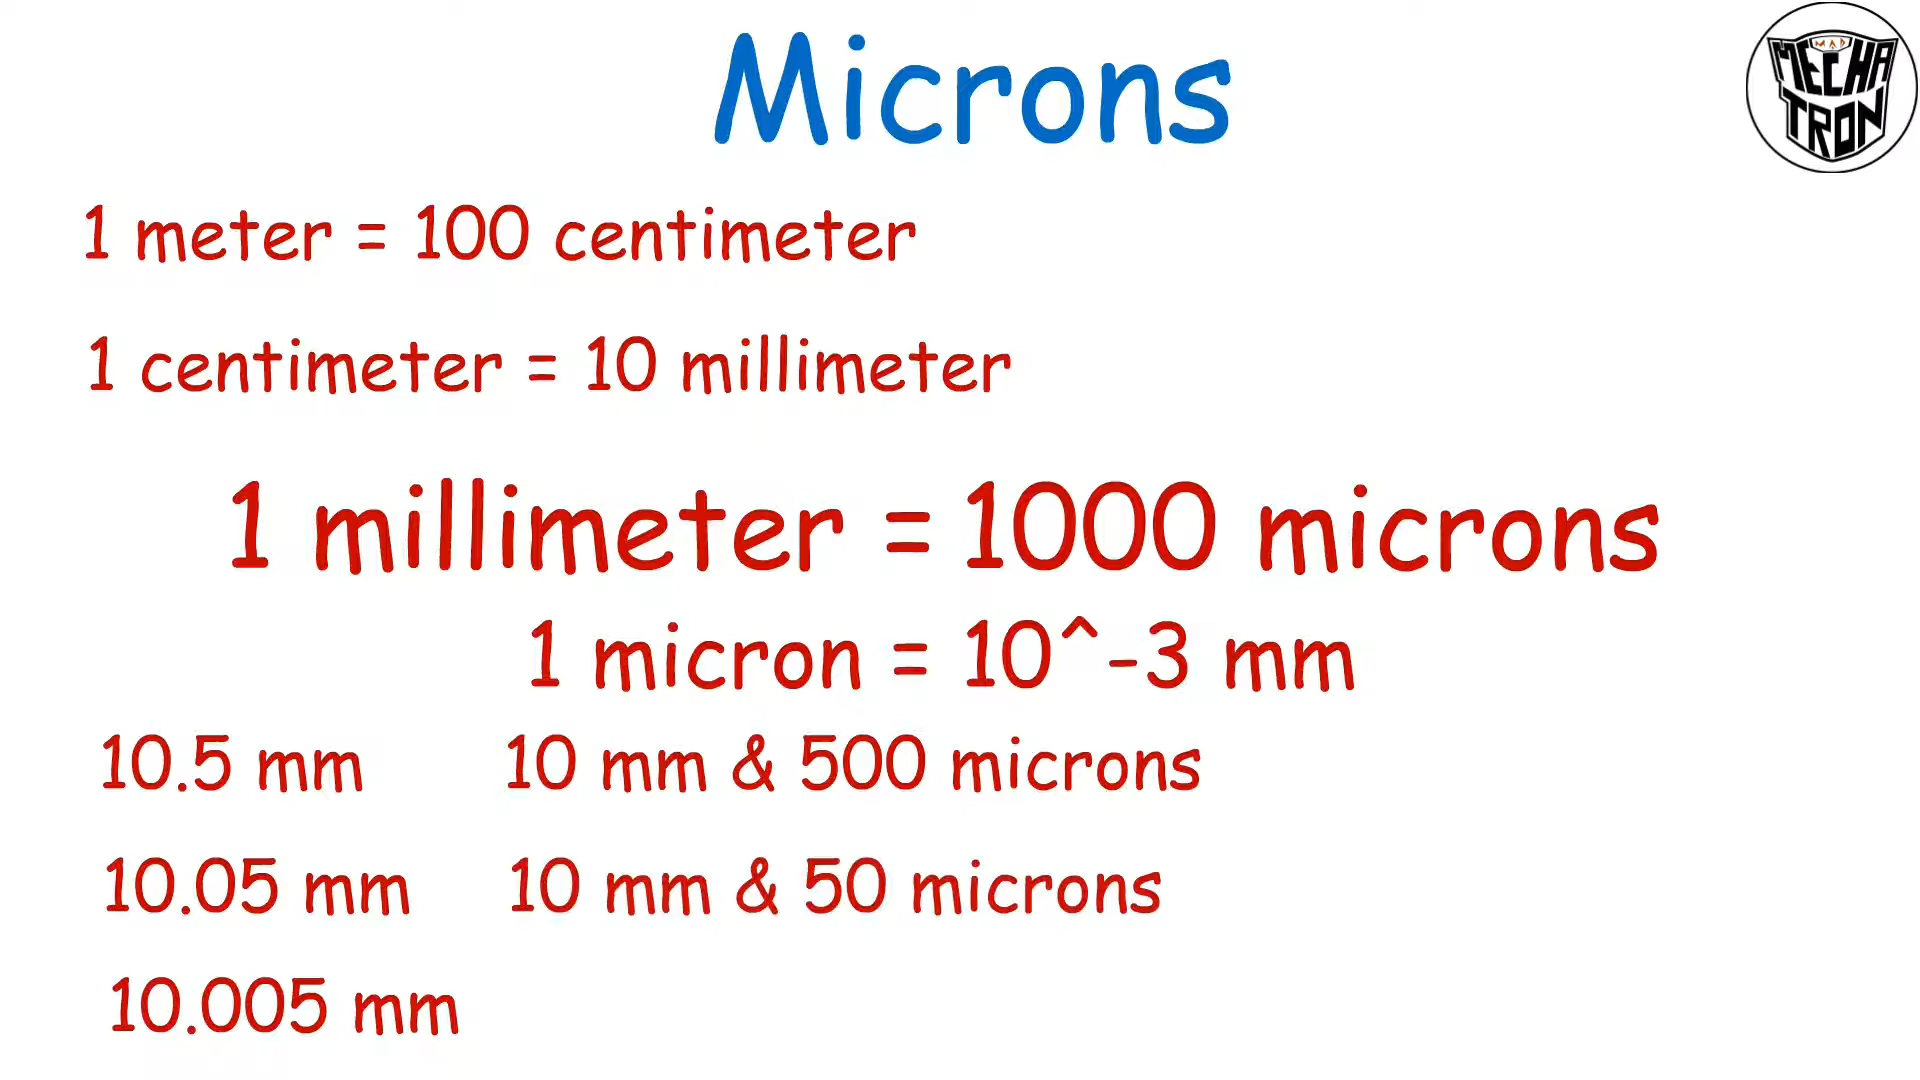 Microns
MAD
MECHA
TRON
1 meter = 100 centimeter
1 centimeter = 10 millimeter
1 millimeter = 1000 microns
1 micron = 10^-3 mm
10.5 mm 10 mm & 500 microns
10.05 mm 10 mm & 50 microns
10.005 mm